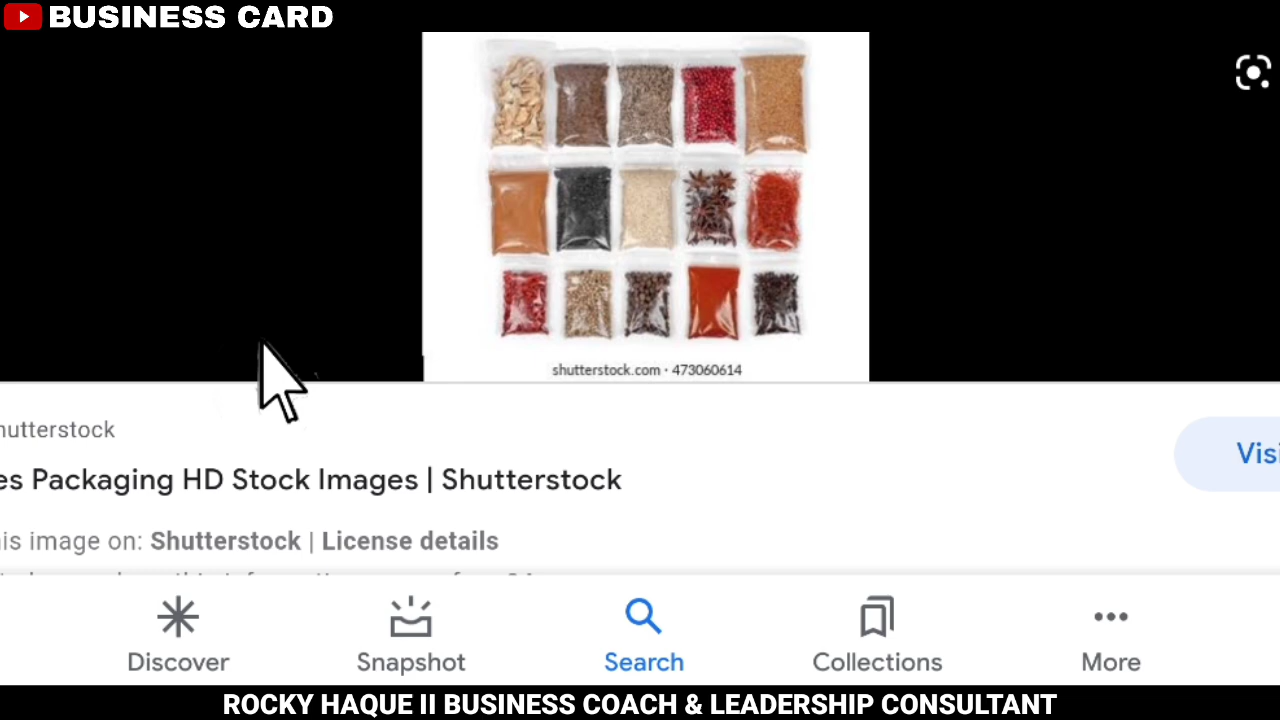 BUSINESS CARD
shutterstock.com · 473060614
hutterstock
es Packaging HD Stock Images | Shutterstock
Visi
is image on: Shutterstock | License details
Discover
Snapshot
Search
Collections
More
ROCKY HAQUE II BUSINESS COACH & LEADERSHIP CONSULTANT